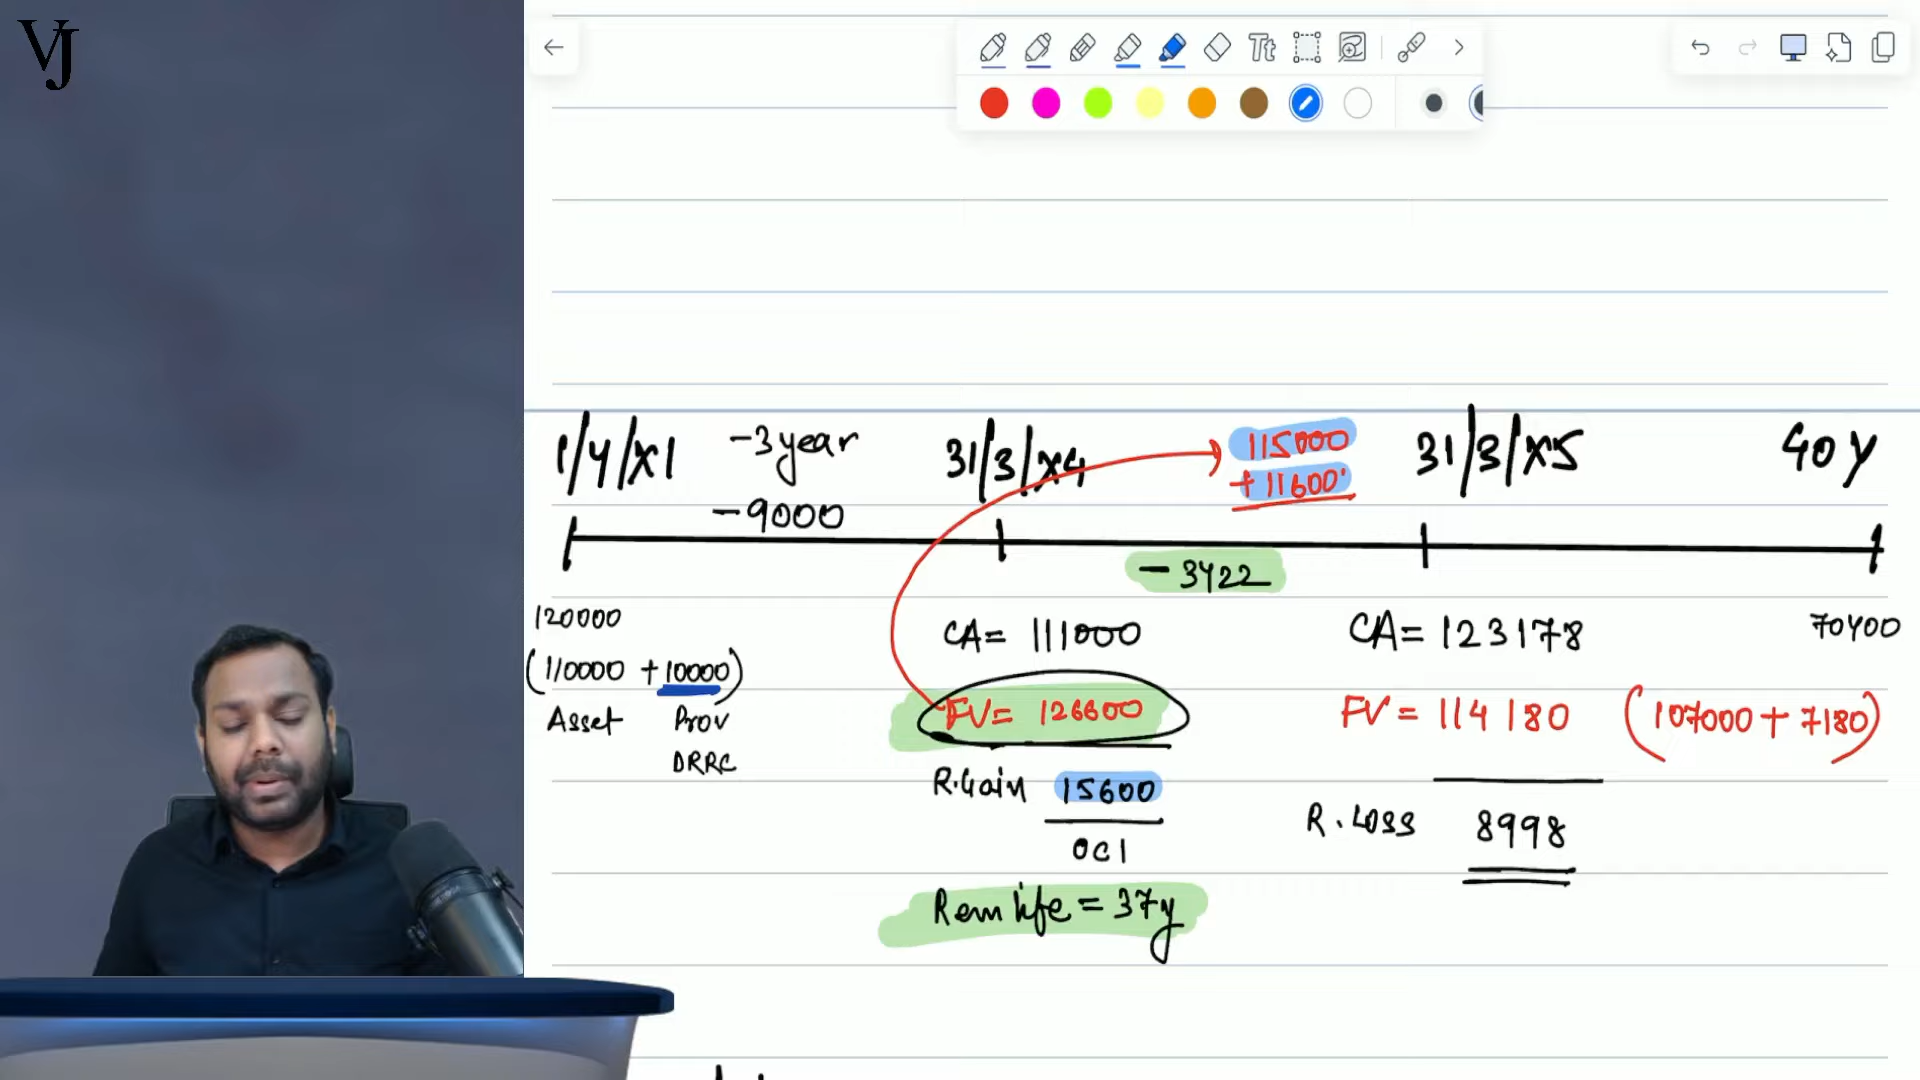 VJ
Tt
1/4/X1 -3year 31/3/X4 115000 31/3/X5 40 Y
+11600
-9000
- 3422
120000 CA= 111000 CA= 123178 70400
(110000 + 10000) FV= 126600 FV= 114180 (107000+ 7180)
Asset Prov
DRRC R.Gain 15600 R.Loss 8998
OCI
Rem life = 37y